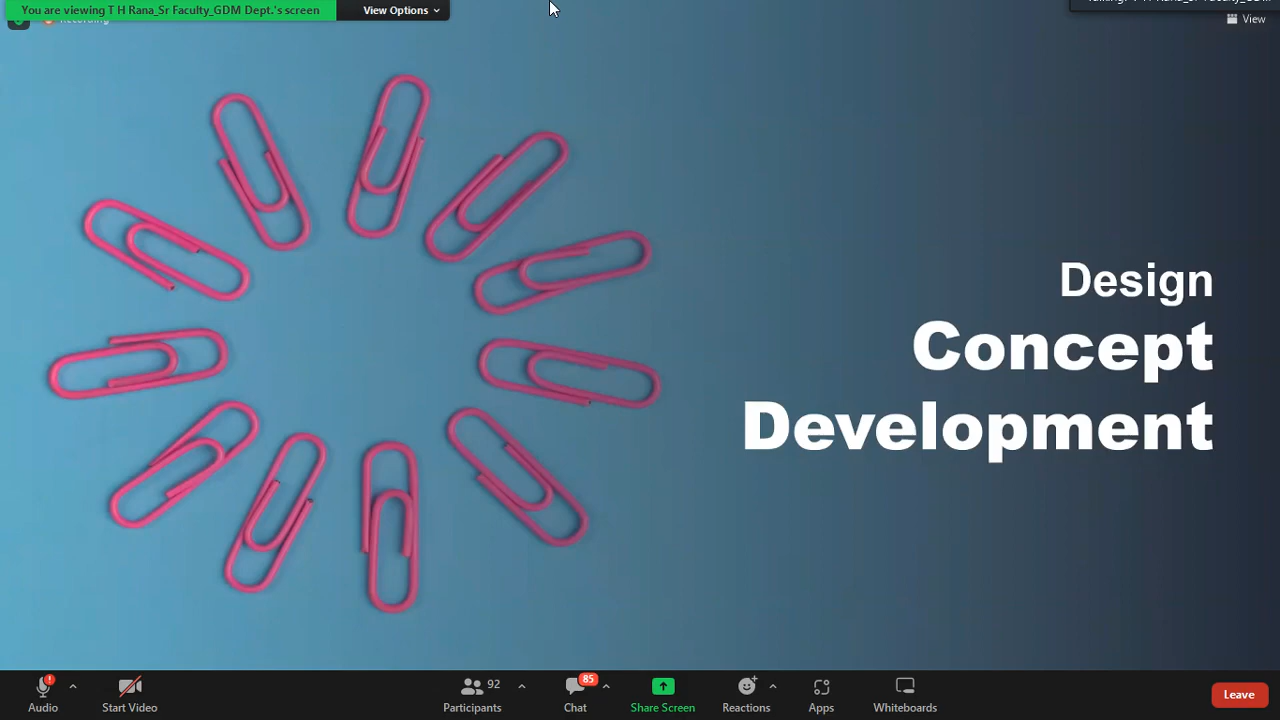 You are viewing T H Rana_Sr Faculty_GDM Dept.'s screen
View Options
Recording
View
Design
Concept
Development
Audio
Start Video
92
Participants
85
Chat
Share Screen
Reactions
Apps
Whiteboards
Leave